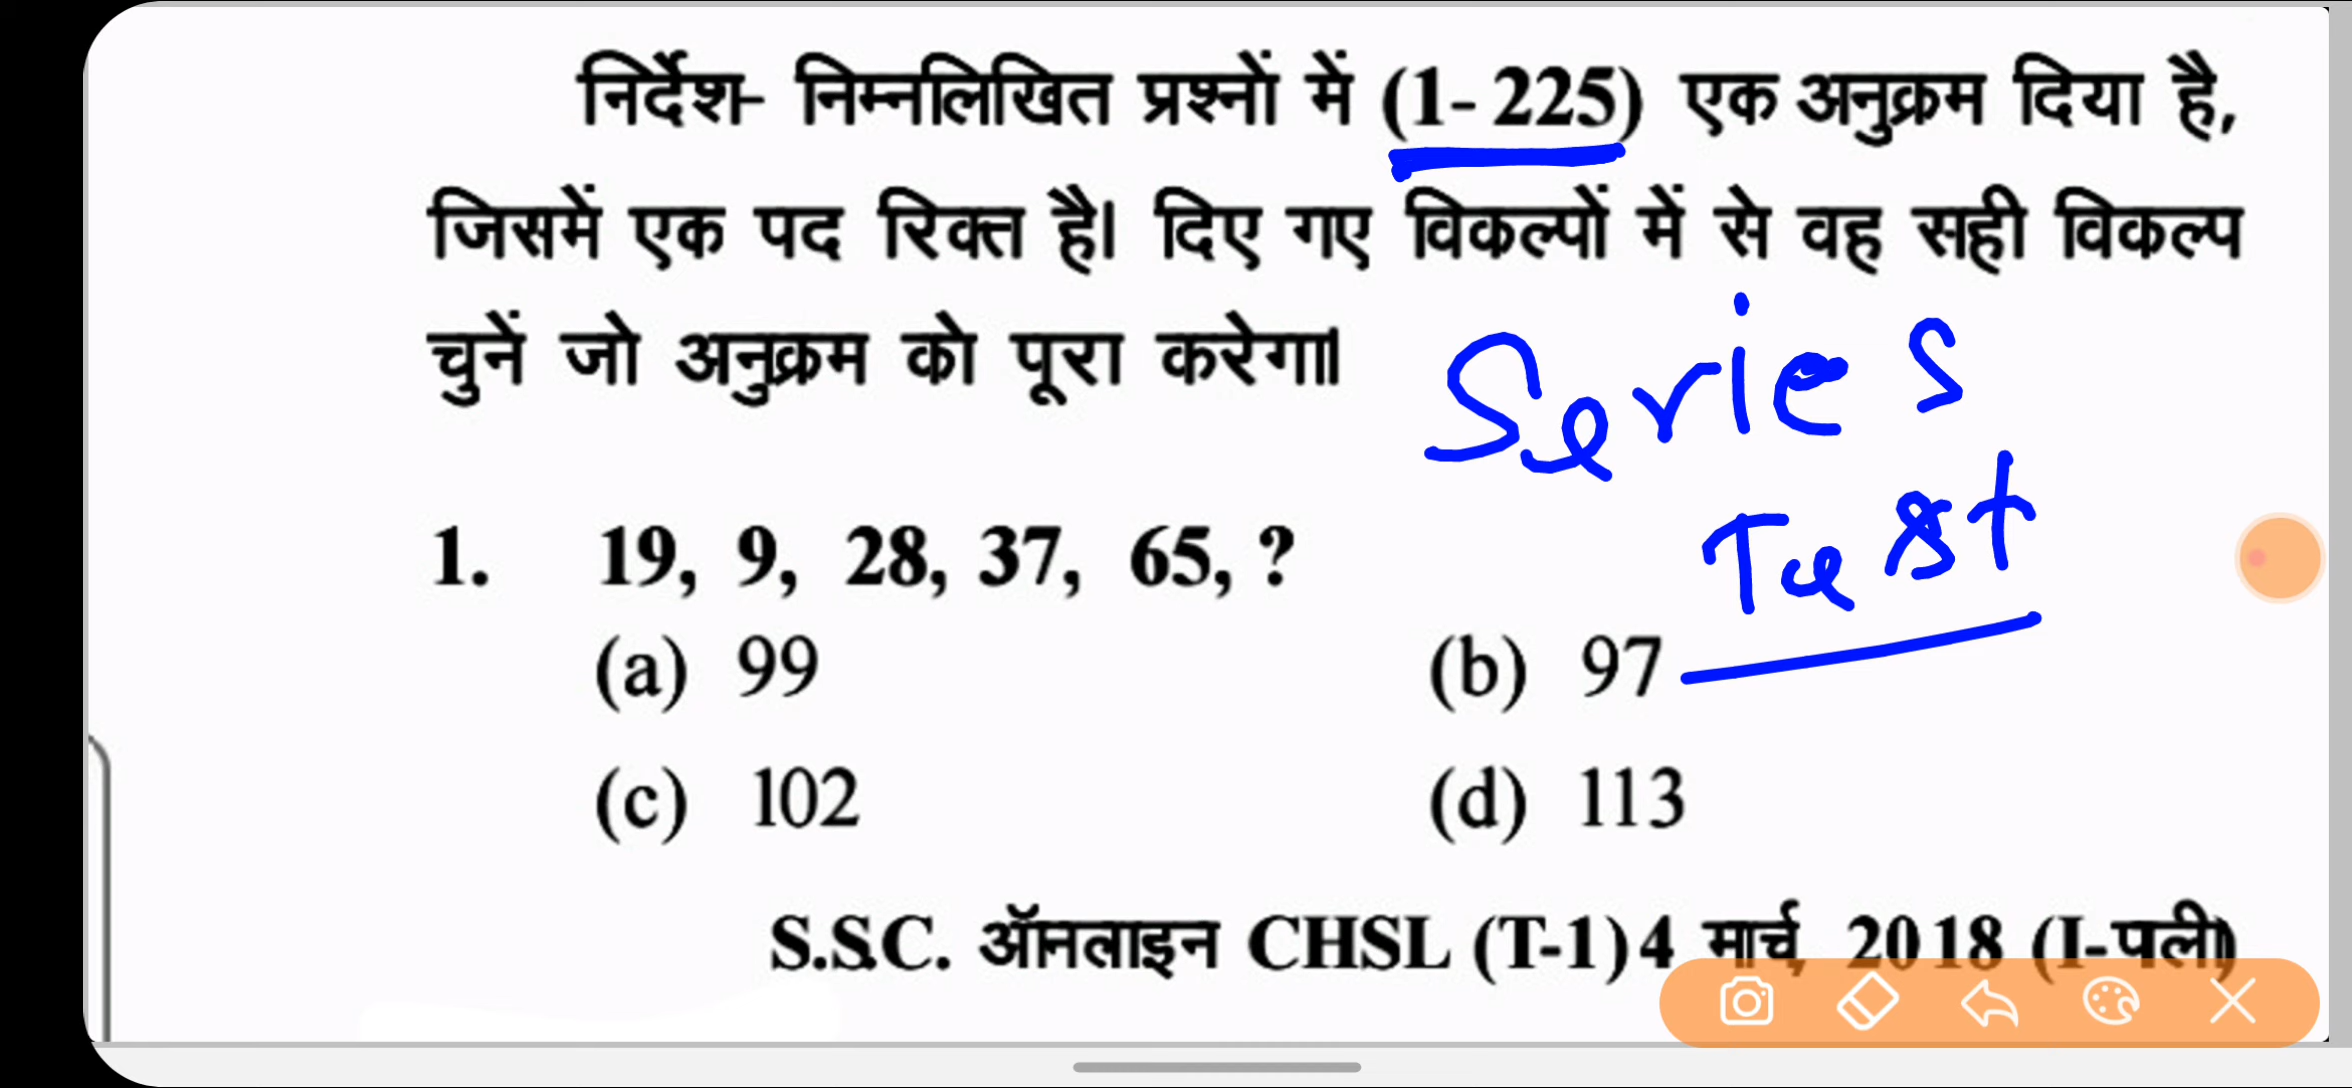 निर्देश- निम्नलिखित प्रश्नों में (1-225) एक अनुक्रम दिया है,
जिसमें एक पद रिक्त है। दिए गए विकल्पों में से वह सही विकल्प
चुनें जो अनुक्रम को पूरा करेगा।
Series
Test
1. 19, 9, 28, 37, 65, ?
(a) 99 (b) 97
(c) 102 (d) 113
S.S.C. ऑनलाइन CHSL (T-1) 4 मार्च, 2018 (I-पाली)